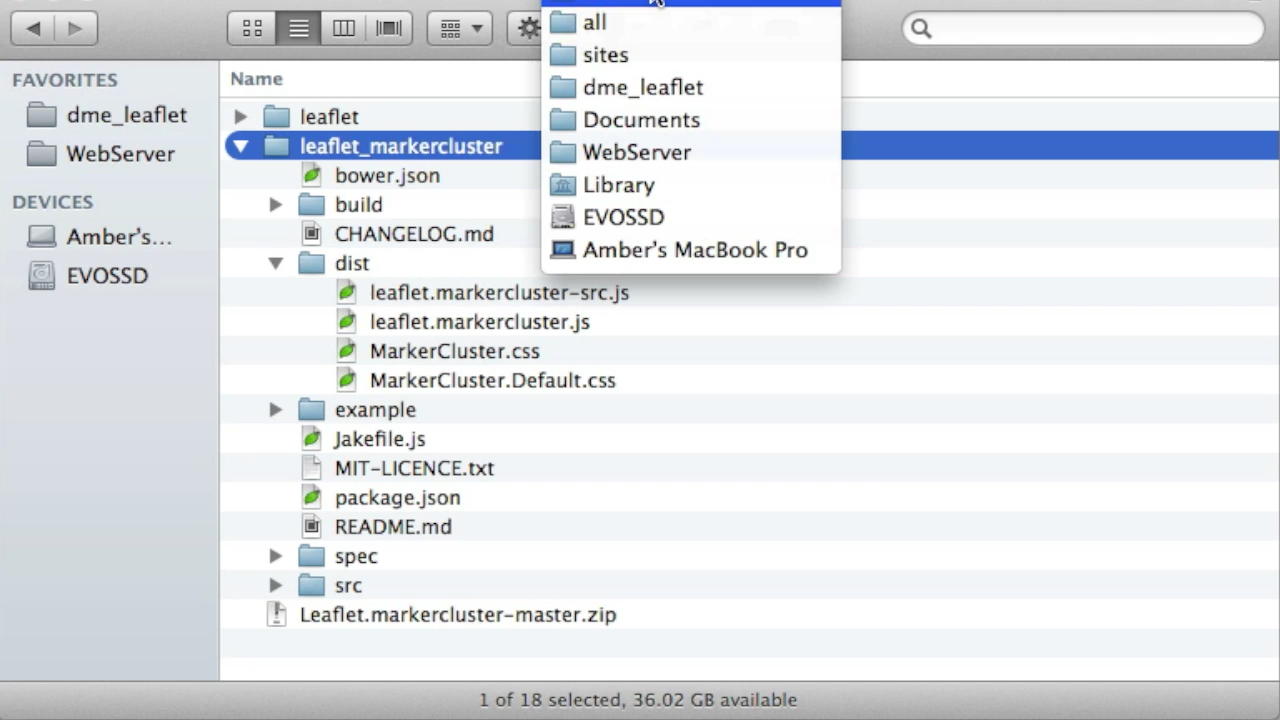 all
sites
dme_leaflet
Documents
WebServer
Library
EVOSSD
Amber's MacBook Pro
FAVORITES
dme_leaflet
WebServer
DEVICES
Amber's...
EVOSSD
Name
leaflet
leaflet_markercluster
bower.json
build
CHANGELOG.md
dist
leaflet.markercluster-src.js
leaflet.markercluster.js
MarkerCluster.css
MarkerCluster.Default.css
example
Jakefile.js
MIT-LICENCE.txt
package.json
README.md
spec
src
Leaflet.markercluster-master.zip
1 of 18 selected, 36.02 GB available